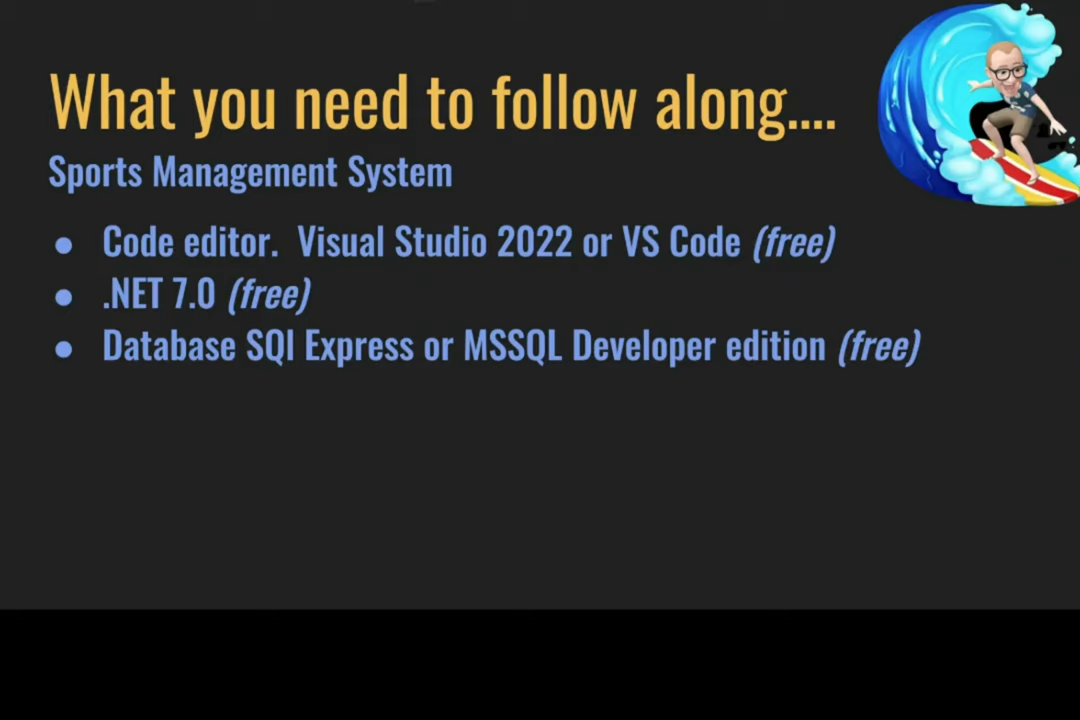 What you need to follow along....
Sports Management System
● Code editor. Visual Studio 2022 or VS Code (free)
● .NET 7.0 (free)
● Database SQl Express or MSSQL Developer edition (free)